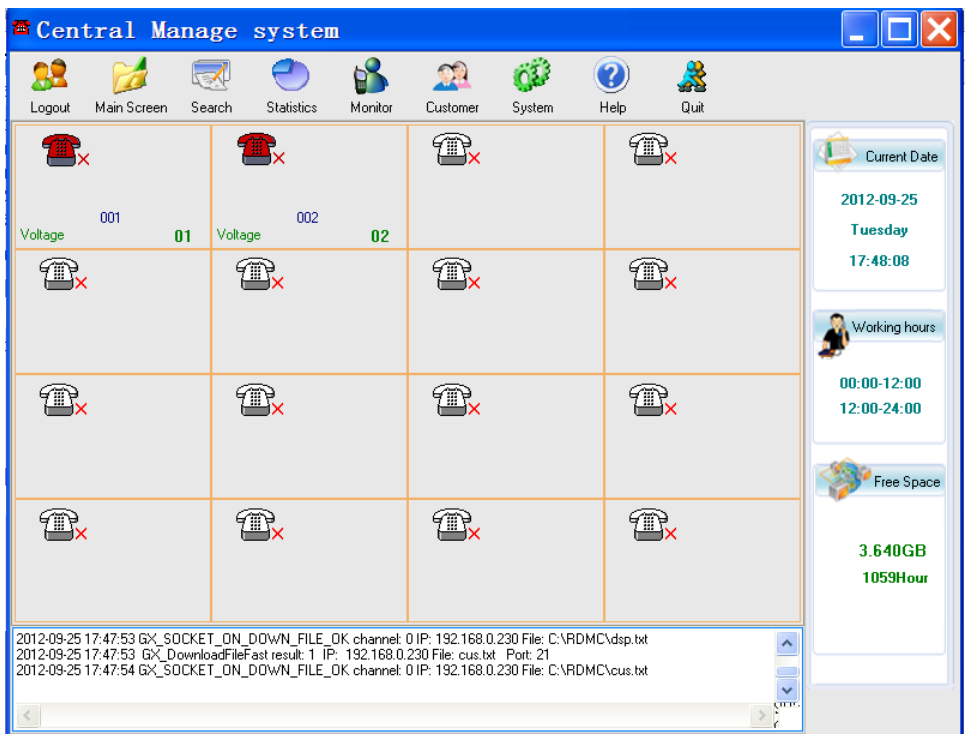 Central Manage system
Logout Main Screen Search Statistics Monitor Customer System Help Quit
001
Voltage 01
002
Voltage 02
Current Date
2012-09-25
Tuesday
17:48:08
Working hours
00:00-12:00
12:00-24:00
Free Space
3.640GB
1059Hour
2012-09-25 17:47:53 GX_SOCKET_ON_DOWN_FILE_OK channel: 0 IP: 192.168.0.230 File: C:\RDMC\dsp.txt
2012-09-25 17:47:53 GX_DownloadFileFast result: 1 IP: 192.168.0.230 File: cus.txt Port: 21
2012-09-25 17:47:54 GX_SOCKET_ON_DOWN_FILE_OK channel: 0 IP: 192.168.0.230 File: C:\RDMC\cus.txt